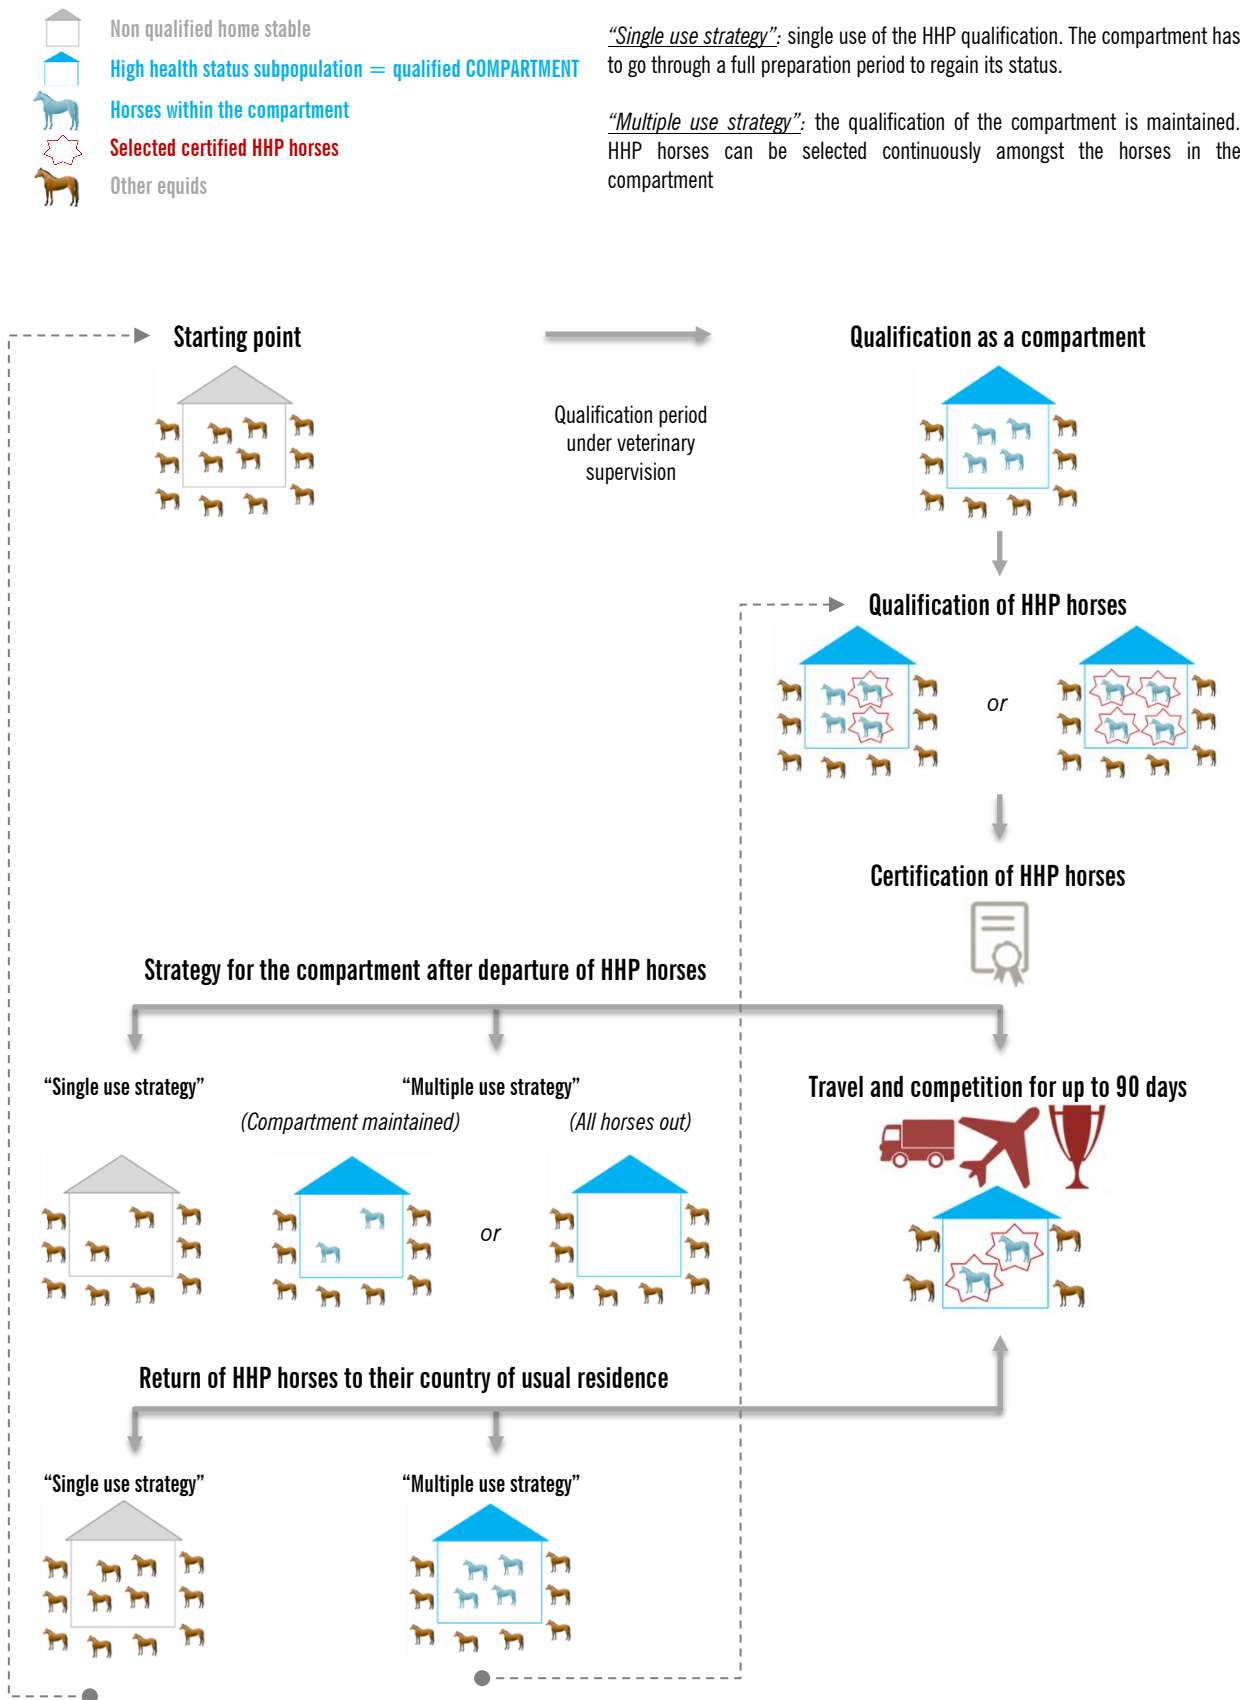 Non qualified home stable
High health status subpopulation = qualified COMPARTMENT
Horses within the compartment
Selected certified HHP horses
Other equids
“Single use strategy”: single use of the HHP qualification. The compartment has
to go through a full preparation period to regain its status.
“Multiple use strategy”: the qualification of the compartment is maintained.
HHP horses can be selected continuously amongst the horses in the
compartment
Starting point
Qualification period
under veterinary
supervision
Qualification as a compartment
Qualification of HHP horses
or
Certification of HHP horses
Strategy for the compartment after departure of HHP horses
“Single use strategy”
“Multiple use strategy”
(Compartment maintained)
(All horses out)
or
Travel and competition for up to 90 days
Return of HHP horses to their country of usual residence
“Single use strategy”
“Multiple use strategy”